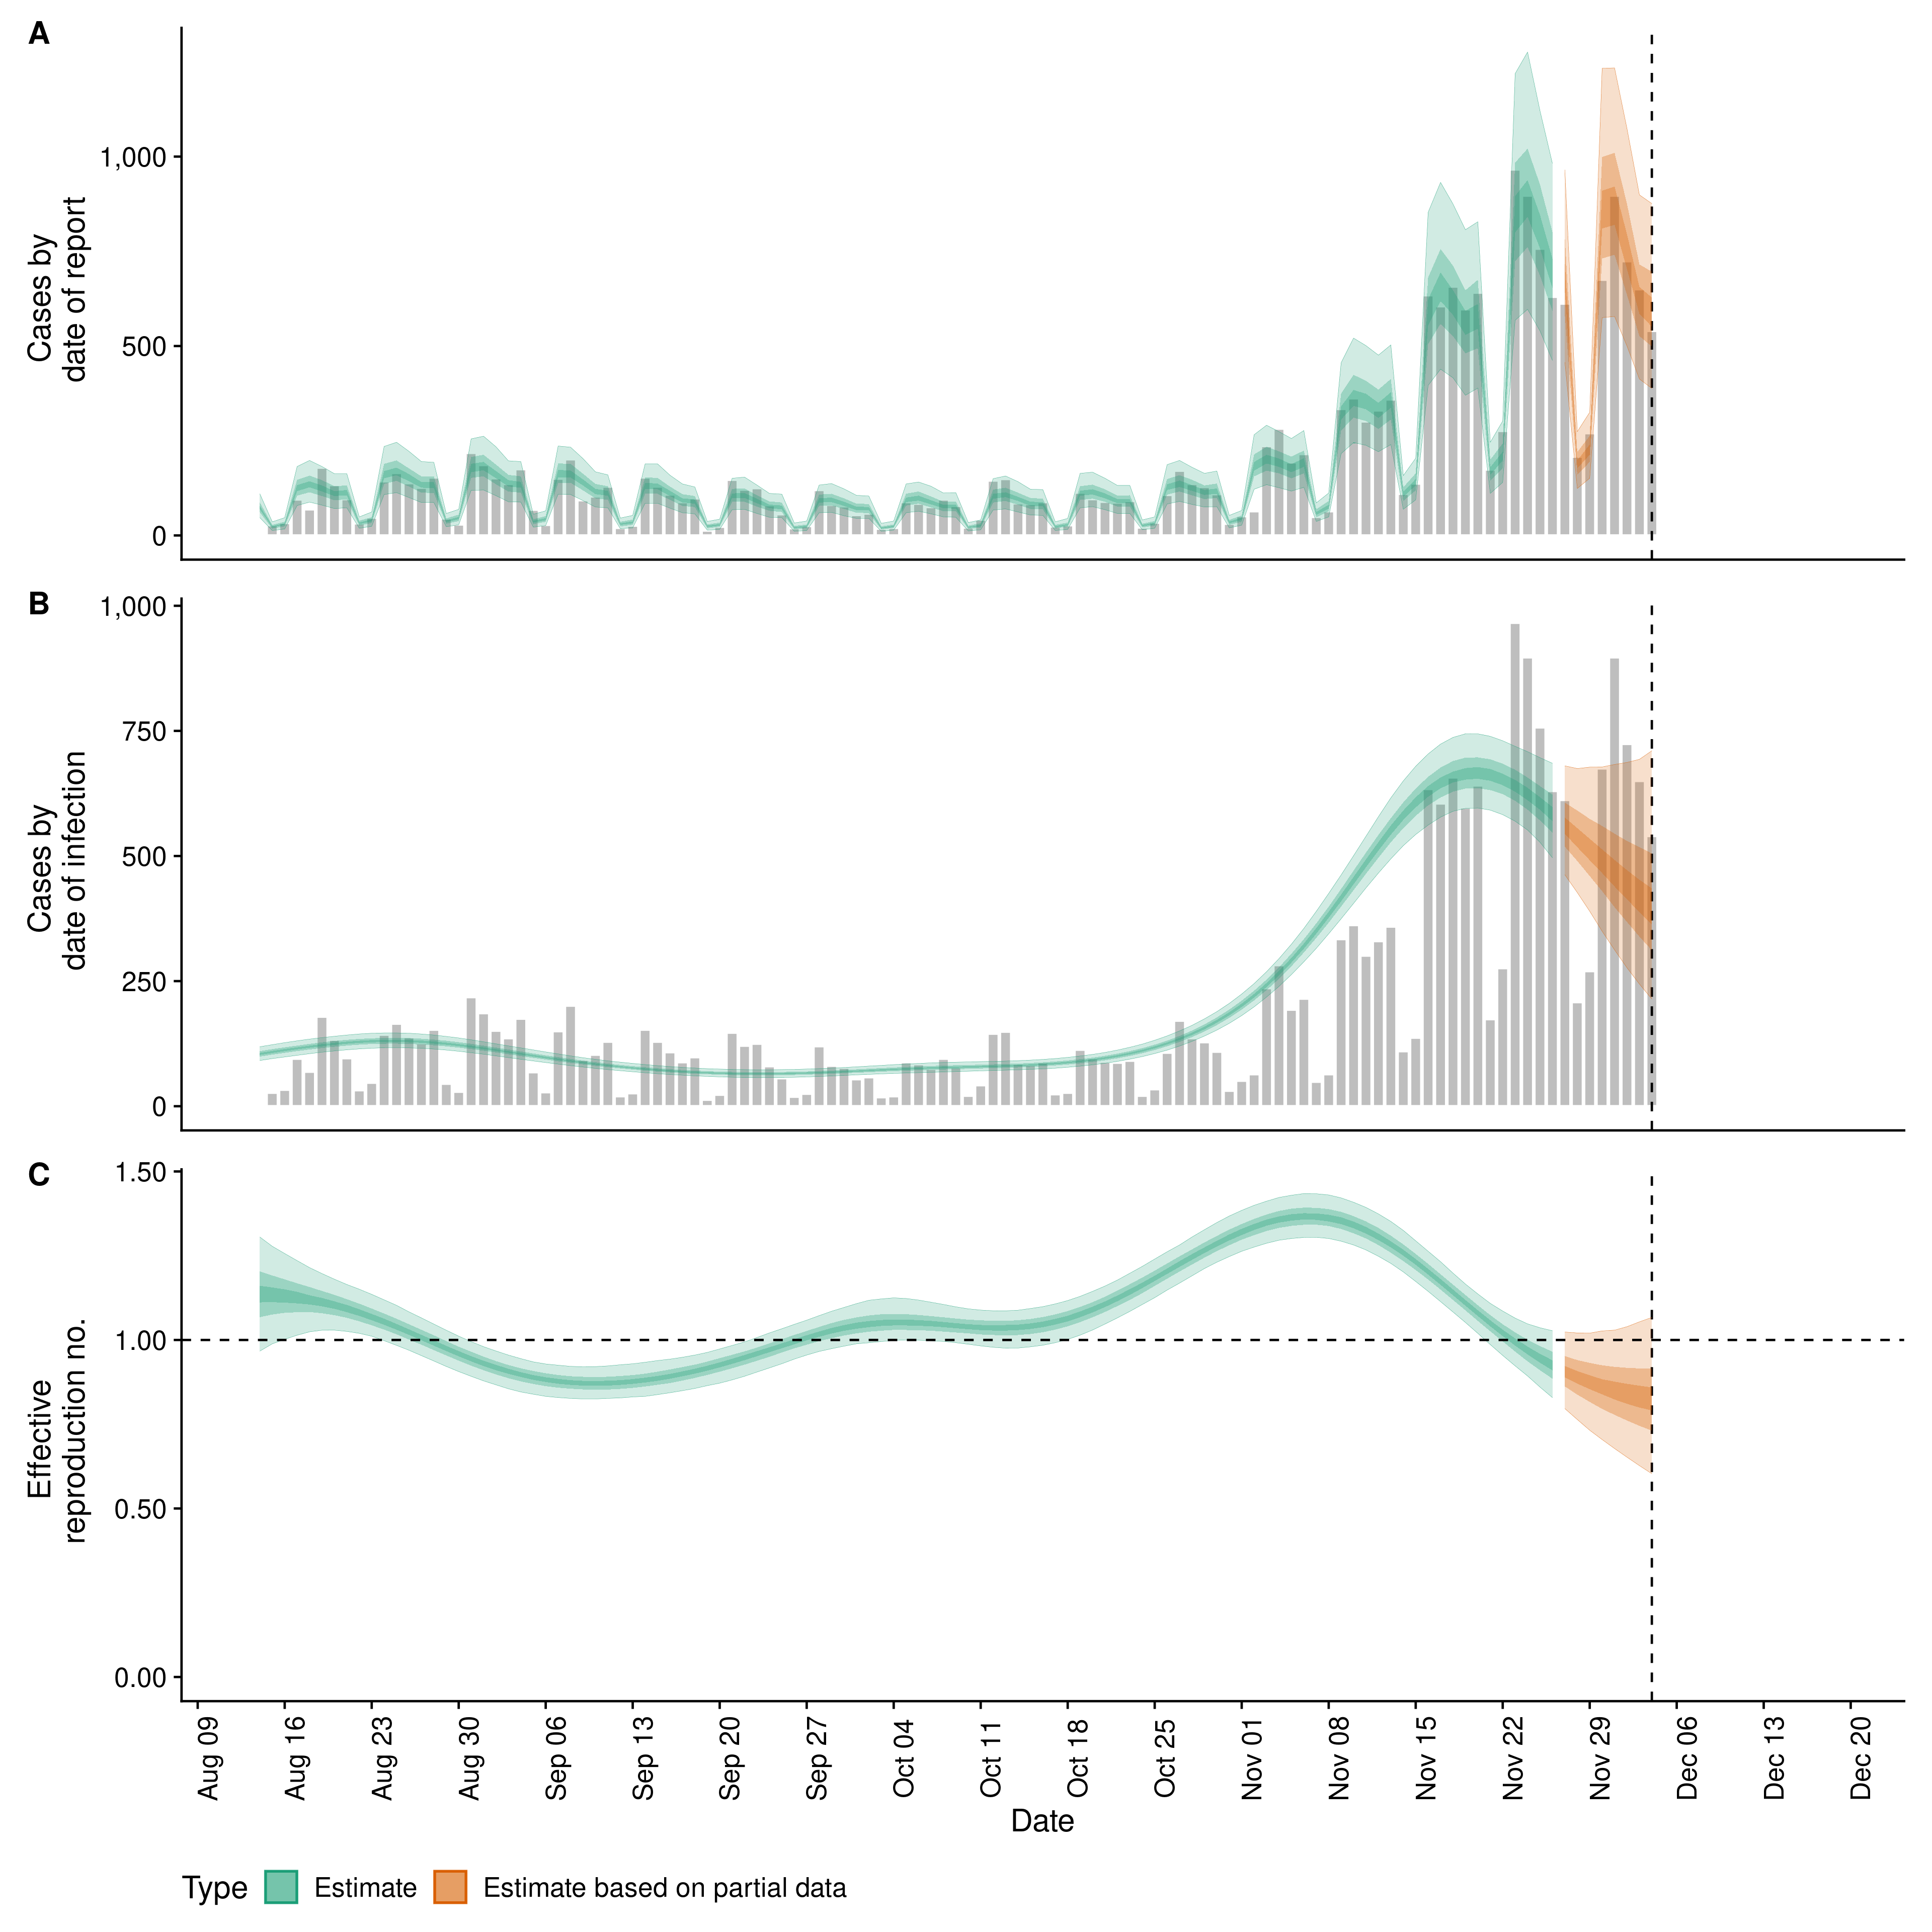 A
Cases by
date of report
1,000
500
0
B
Cases by
date of infection
1,000
750
500
250
0
C
Effective
reproduction no.
1.50
1.00
0.50
0.00
Aug 09
Aug 16
Aug 23
Aug 30
Sep 06
Sep 13
Sep 20
Sep 27
Oct 04
Oct 11
Oct 18
Oct 25
Nov 01
Nov 08
Nov 15
Nov 22
Nov 29
Dec 06
Dec 13
Dec 20
Date
Type Estimate Estimate based on partial data